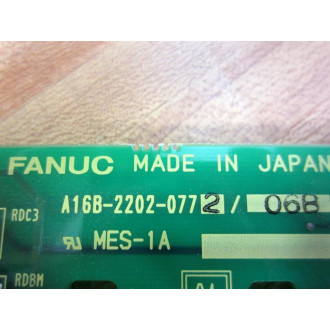 FANUC MADE IN JAPAN
A16B-2202-0772/06B
RDC3
MES-1A
RDBM